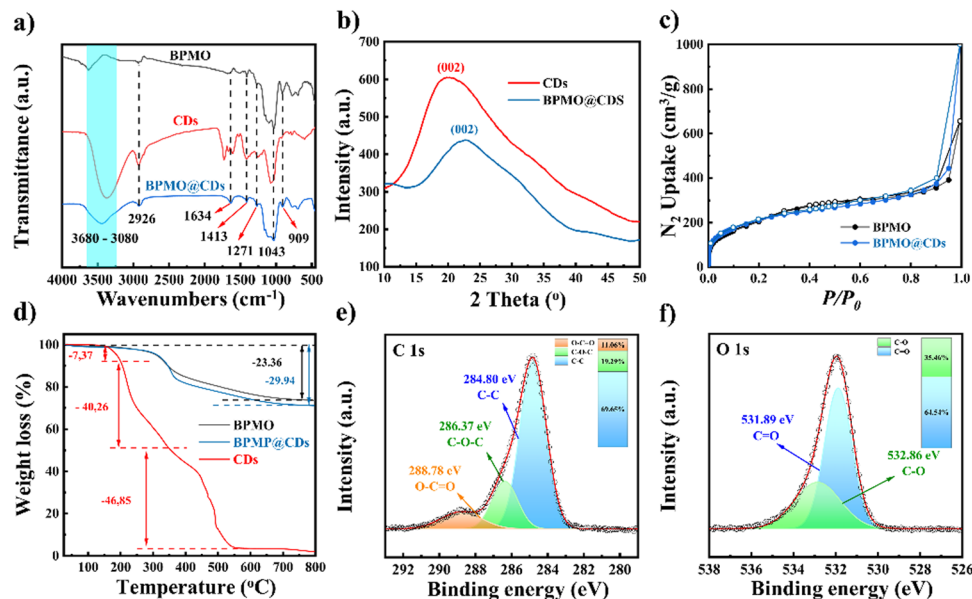 a)
Transmittance (a.u.)
BPMO
CDs
BPMO@CDs
3680 - 3080
2926
1634
1413
1271
1043
909
4000 3500 3000 2500 2000 1500 1000 500
Wavenumbers (cm-1)
b)
Intensity (a.u.)
700
600
500
400
300
200
100
(002)
(002)
CDs
BPMO@CDS
10 15 20 25 30 35 40 45 50
2 Theta (o)
c)
N2 Uptake (cm3/g)
1000
800
600
400
200
0
BPMO
BPMO@CDs
0.0 0.2 0.4 0.6 0.8 1.0
P/P0
d)
Weight loss (%)
100
80
60
40
20
0
-7,37
- 40,26
-46,85
-23.36
-29.94
BPMO
BPMP@CDs
CDs
100 200 300 400 500 600 700 800
Temperature (oC)
e)
C 1s
Intensity (a.u.)
O-C=O
C-O-C
C-C
11.06%
19.29%
69.65%
284.80 eV
C-C
286.37 eV
C-O-C
288.78 eV
O-C=O
292 290 288 286 284 282 280
Binding energy (eV)
f)
O 1s
Intensity (a.u.)
C-O
C=O
35.46%
64.54%
531.89 eV
C=O
532.86 eV
C-O
538 536 534 532 530 528 526
Binding energy (eV)